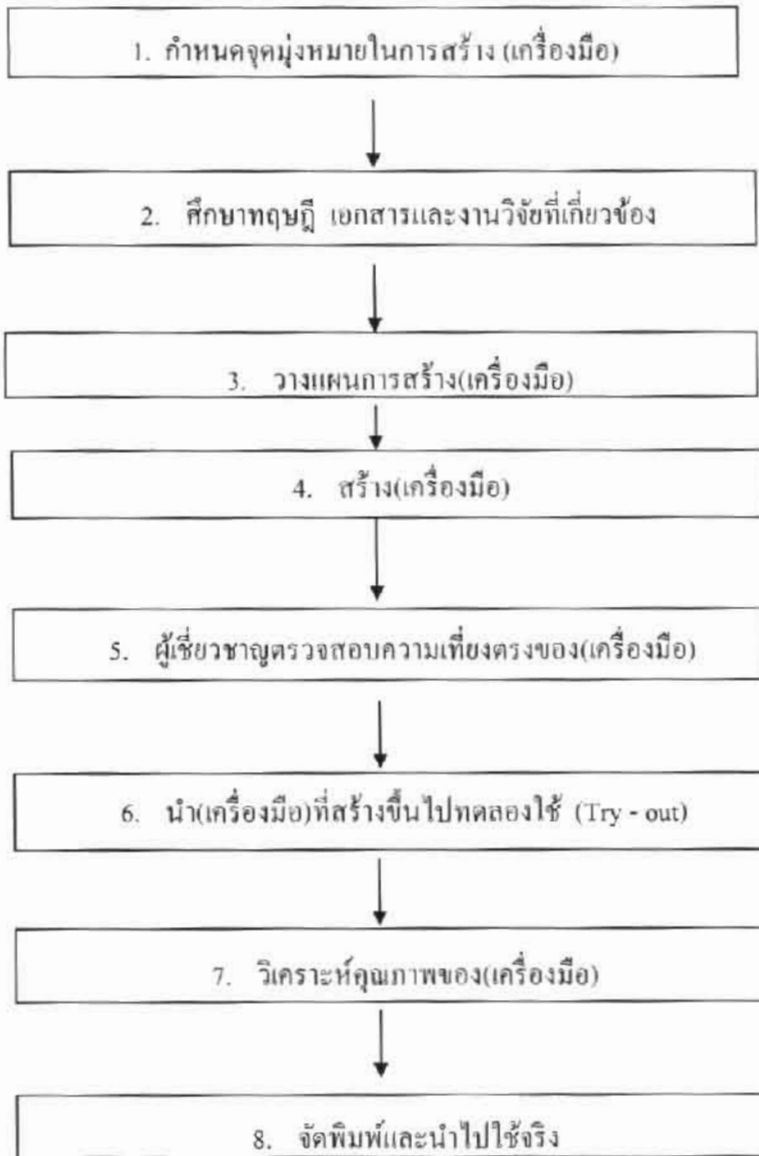 1. กำหนดจุดมุ่งหมายในการสร้าง (เครื่องมือ)
2. ศึกษาทฤษฎี เอกสารและงานวิจัยที่เกี่ยวข้อง
3. วางแผนการสร้าง(เครื่องมือ)
4. สร้าง(เครื่องมือ)
5. ผู้เชี่ยวชาญตรวจสอบความเที่ยงตรงของ(เครื่องมือ)
6. นำ(เครื่องมือ)ที่สร้างขึ้นไปทดลองใช้ (Try - out)
7. วิเคราะห์คุณภาพของ(เครื่องมือ)
8. จัดพิมพ์และนำไปใช้จริง